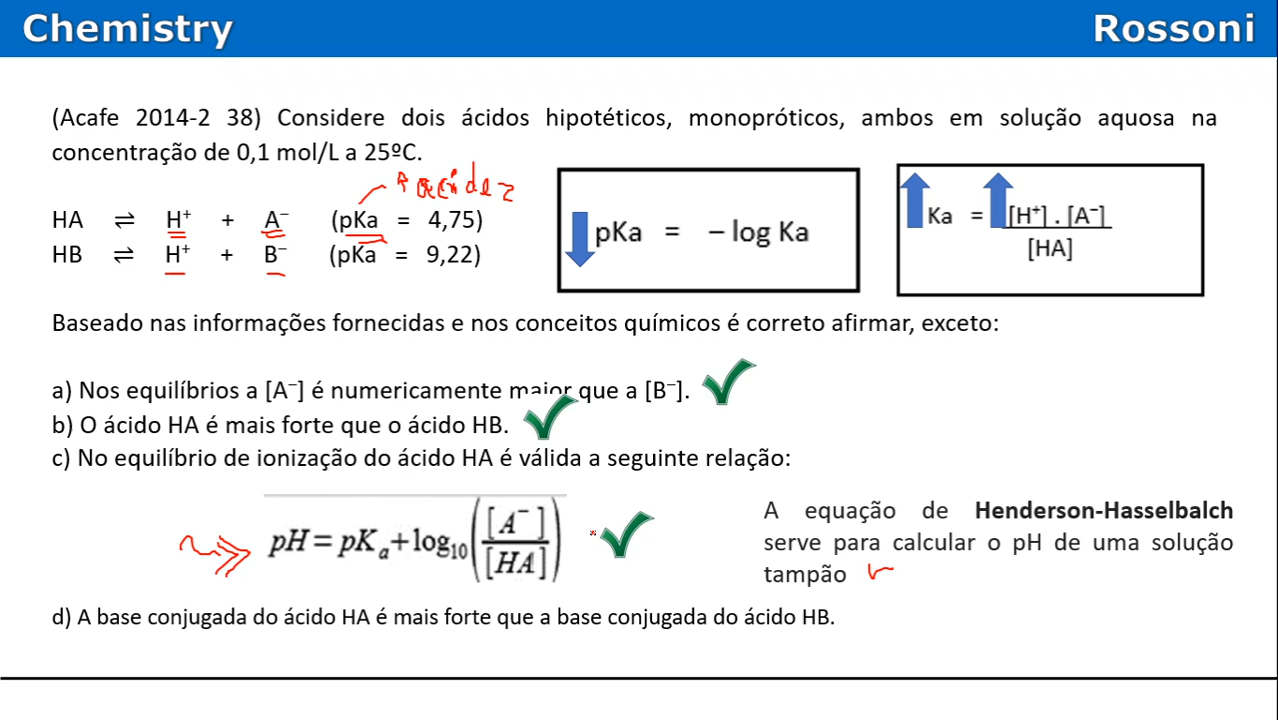 Chemistry
Rossoni
(Acafe 2014-2 38) Considere dois ácidos hipotéticos, monopróticos, ambos em solução aquosa na
concentração de 0,1 mol/L a 25ºC.
HA ⇌ H⁺ + A⁻ (pKa = 4,75)
HB ⇌ H⁺ + B⁻ (pKa = 9,22)
pKa = – log Ka
Ka = [H⁺] . [A⁻]
[HA]
Baseado nas informações fornecidas e nos conceitos químicos é correto afirmar, exceto:
a) Nos equilíbrios a [A⁻] é numericamente maior que a [B⁻].
b) O ácido HA é mais forte que o ácido HB.
c) No equilíbrio de ionização do ácido HA é válida a seguinte relação:
pH = pKₐ + log₁₀ ([A⁻] / [HA])
A equação de Henderson-Hasselbalch
serve para calcular o pH de uma solução
tampão
d) A base conjugada do ácido HA é mais forte que a base conjugada do ácido HB.